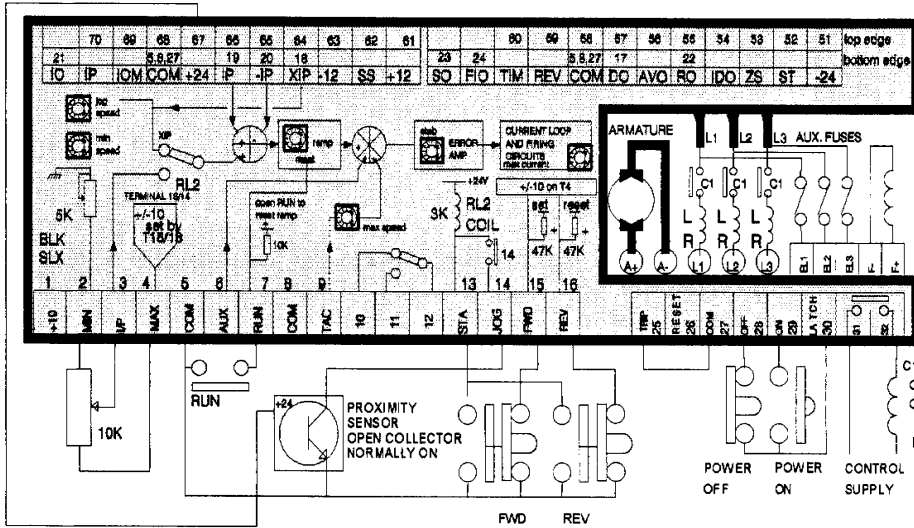 70 69 68 67 66 65 64 63 62 61
60 59 58 57 56 55 54 53 52 51 top edge
21 5,8,27 19 20 18
23 24 5,8,27 17 22 bottom edge
IO IP IOM COM +24 IP -IP XIP -12 SS +12
SO FIO TIM REV COM DO AVO RO IDO ZS ST -24
top
speed
min
speed
XIP
RL2
ramp
reset
stab
ERROR
AMP
CURRENT LOOP
AND FIRING
CIRCUITS
max current
ARMATURE
L1 L2 L3 AUX. FUSES
C1 C1 C1
L L L
R R R
A+ A- L1 L2 L3 EL1 EL2 EL3 F- F+
5K
BLK
SLX
TERMINAL 16/14
+/-10
set by
T15/16
open RUN to
reset ramp
10K
max speed
+24V
3K
RL2
COIL
14
+/-10 on T4
set reset
47K 47K
1 2 3 4 5 6 7 8 9 13 14 15 16
+10 MIN I/P MAX COM AUX RUN COM TAC 10 11 12 STA JOG FWD REV
TRIP 25 RESET 26 COM 27 OFF 28 ON 29 LATCH 30 31 32
10K
RUN
+24
PROXIMITY
SENSOR
OPEN COLLECTOR
NORMALLY ON
FWD REV
POWER
OFF
POWER
ON
CONTROL
SUPPLY